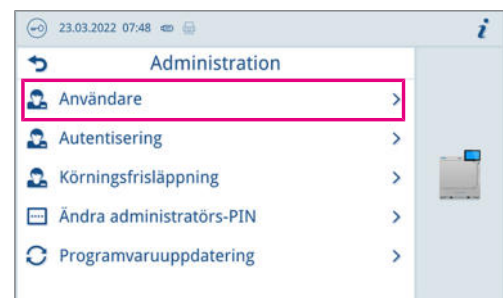 23.03.2022 07:48
Administration
Användare
Autentisering
Körningsfrisläppning
Ändra administratörs-PIN
Programvaruuppdatering